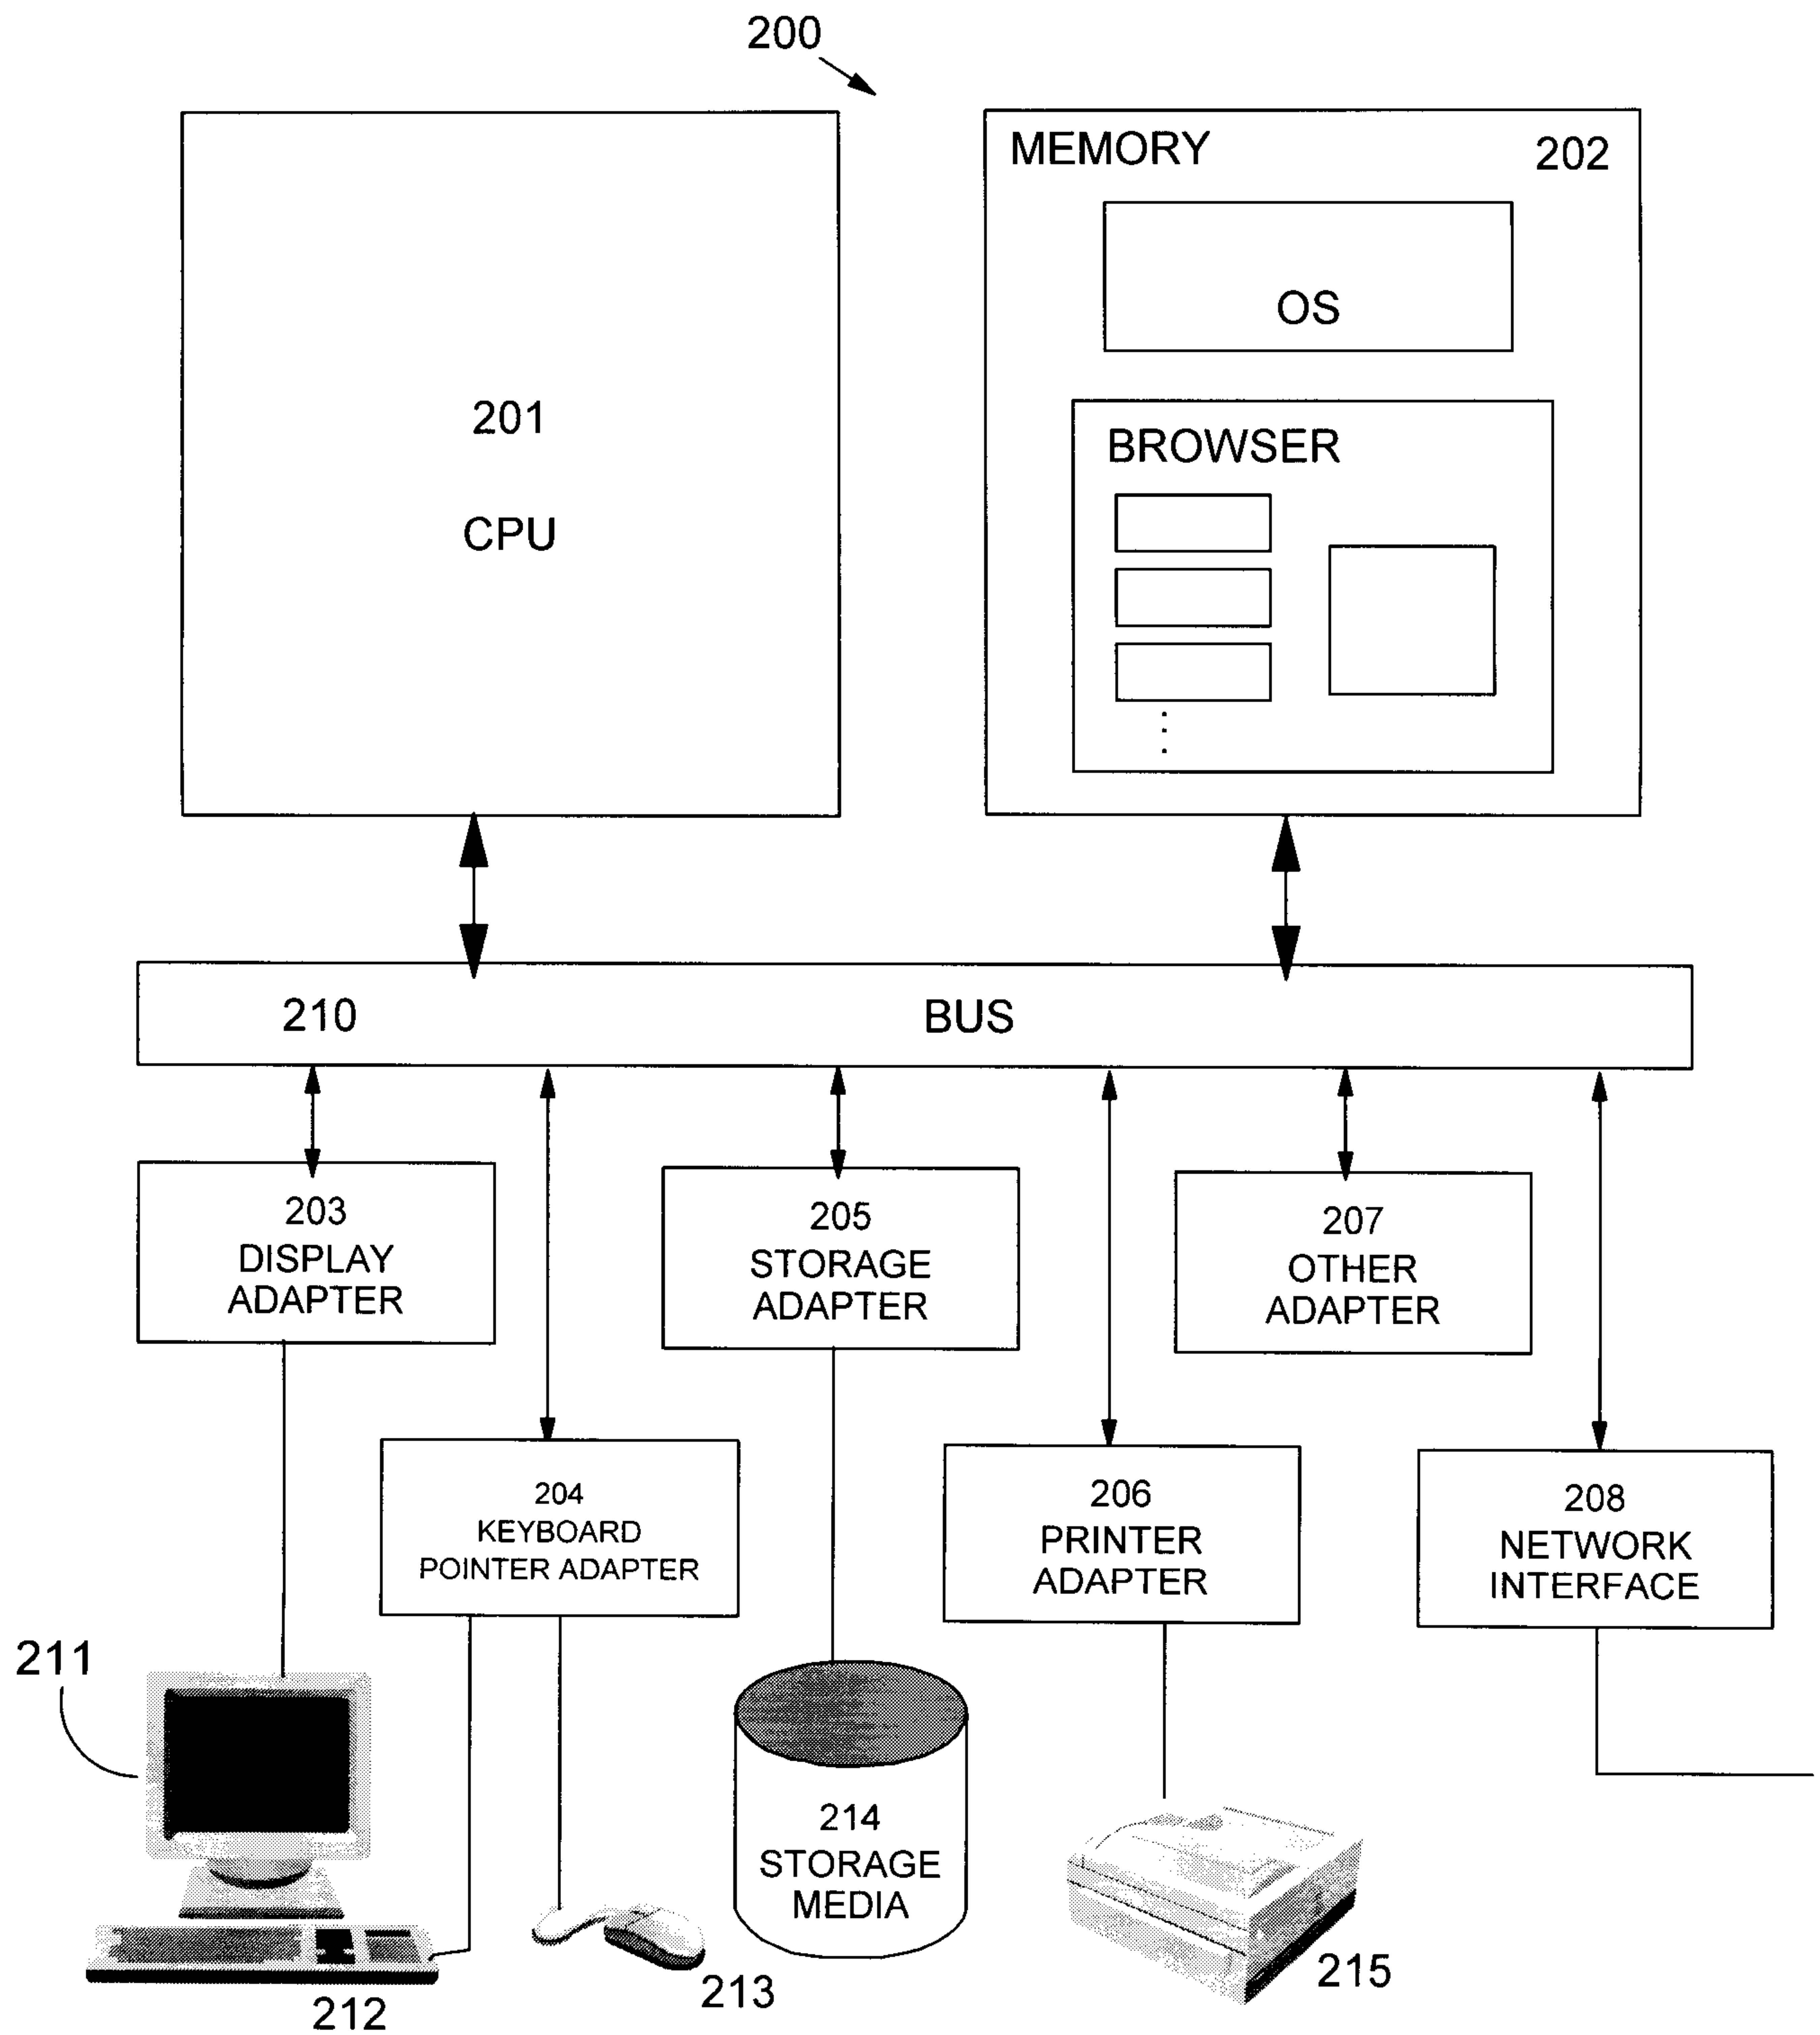 200
201
CPU
MEMORY 202
OS
BROWSER
210 BUS
203
DISPLAY
ADAPTER
205
STORAGE
ADAPTER
207
OTHER
ADAPTER
204
KEYBOARD
POINTER ADAPTER
206
PRINTER
ADAPTER
208
NETWORK
INTERFACE
211
212
213
214
STORAGE
MEDIA
215